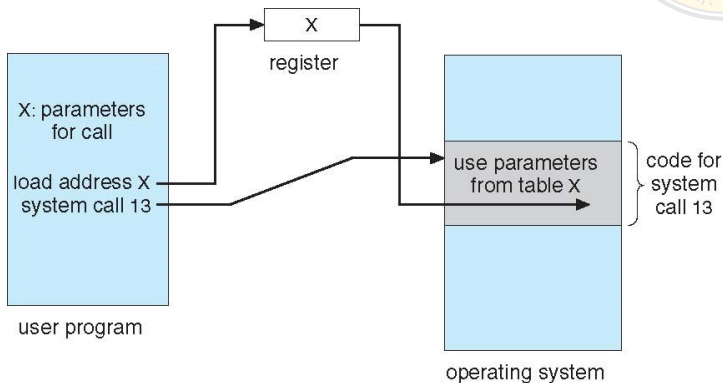 X
register
X: parameters
for call
load address X
system call 13
user program
use parameters
from table X
code for
system
call 13
operating system